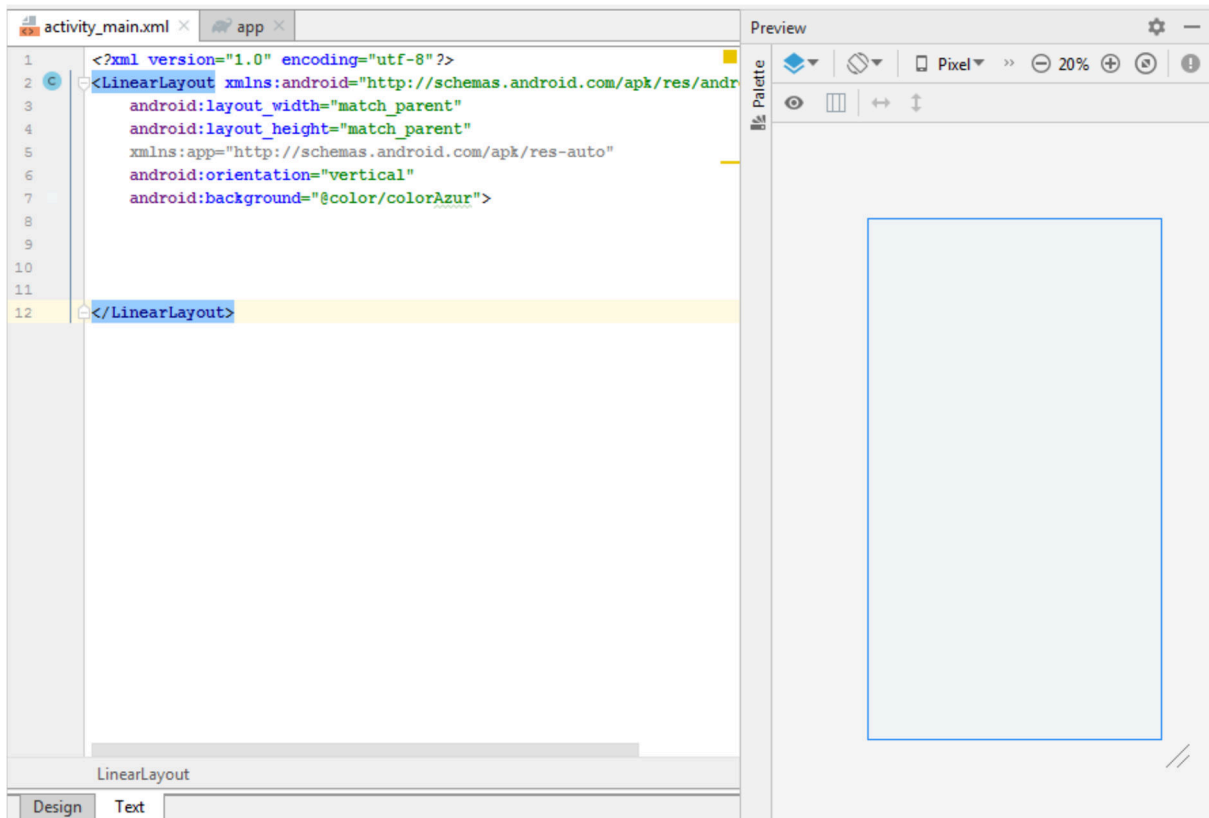 activity_main.xml
app
1 <?xml version="1.0" encoding="utf-8"?>
2 <LinearLayout xmlns:android="http://schemas.android.com/apk/res/andr
3 android:layout_width="match_parent"
4 android:layout_height="match_parent"
5 xmlns:app="http://schemas.android.com/apk/res-auto"
6 android:orientation="vertical"
7 android:background="@color/colorAzur">
8
9
10
11
12 </LinearLayout>
LinearLayout
Design Text
Preview
Palette
Pixel 20%